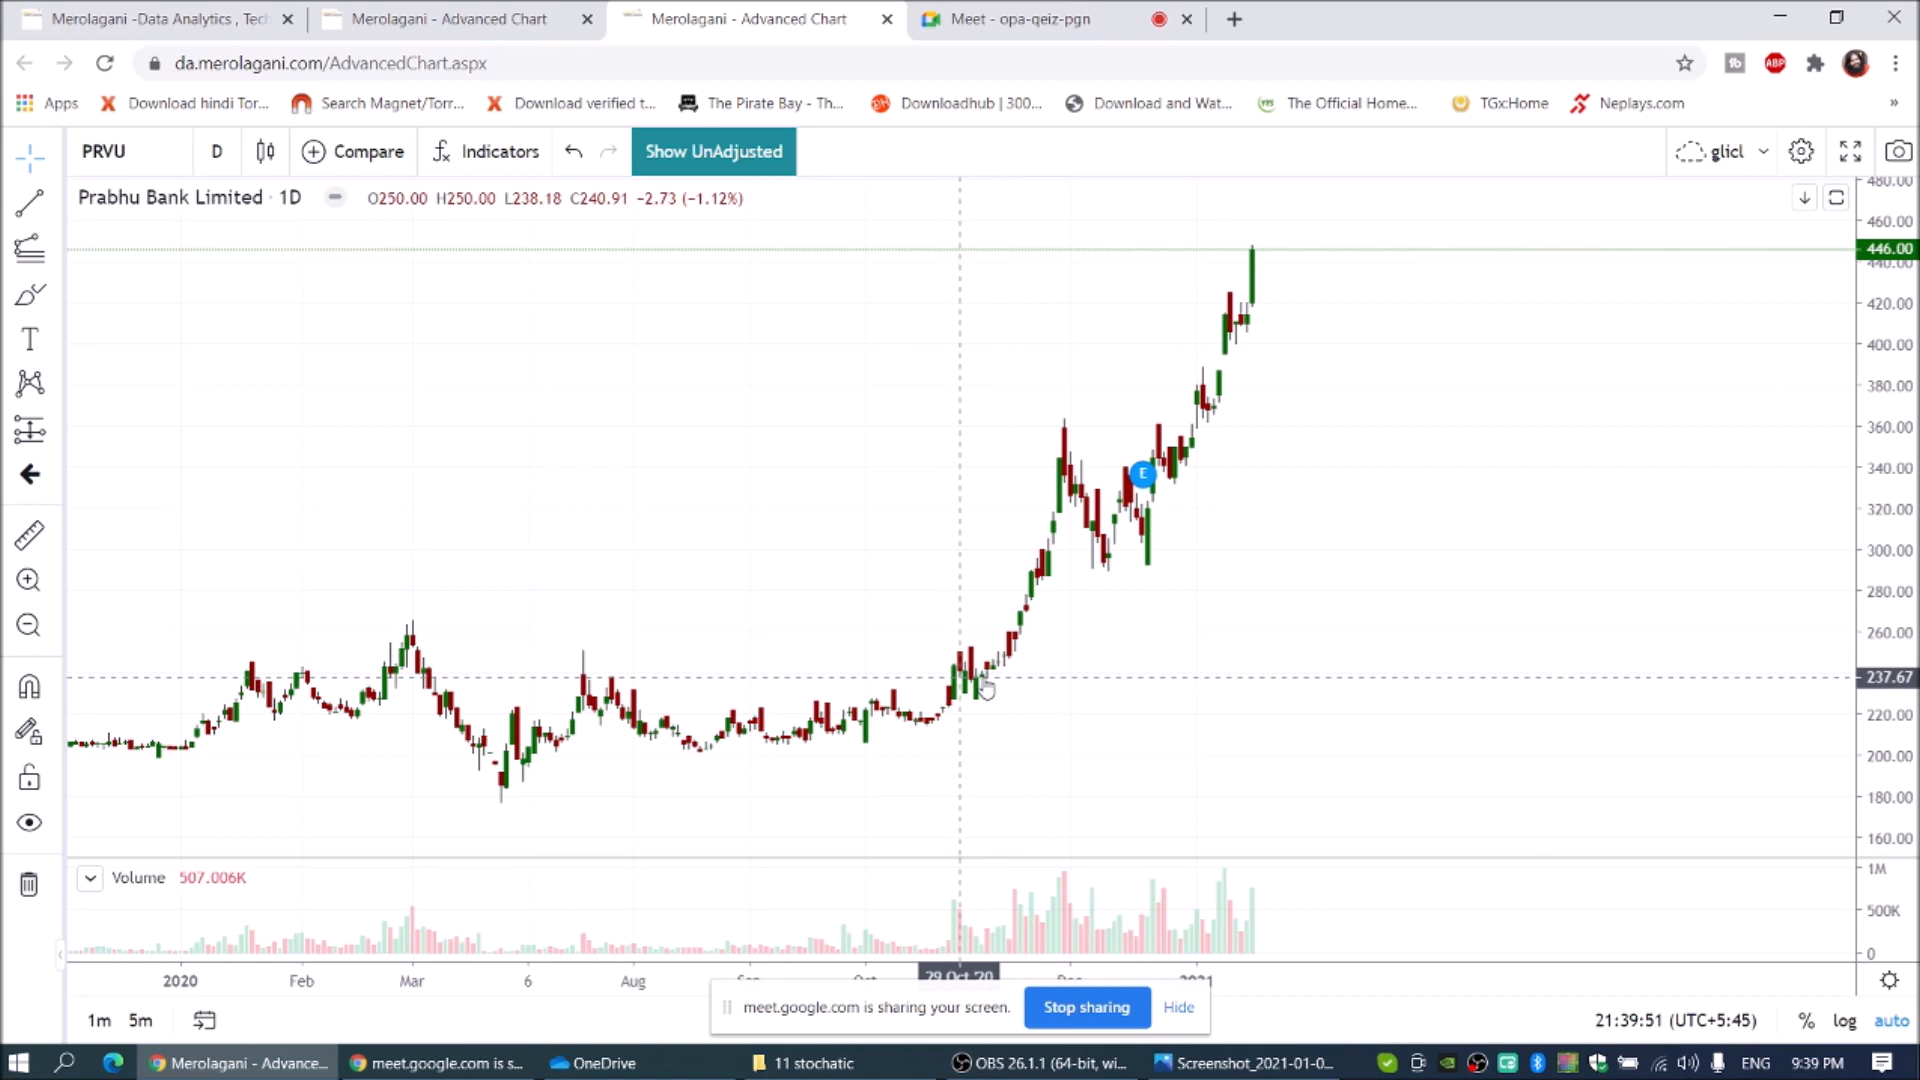 Merolagani -Data Analytics , Tech
Merolagani - Advanced Chart
Merolagani - Advanced Chart
Meet - opa-qeiz-pgn
da.merolagani.com/AdvancedChart.aspx
Apps
Download hindi Tor...
Search Magnet/Torr...
Download verified t...
The Pirate Bay - Th...
Downloadhub | 300...
Download and Wat...
The Official Home...
TGx:Home
Neplays.com
»
PRVU
D
Compare
Indicators
Show UnAdjusted
glicl
Prabhu Bank Limited · 1D
O250.00 H250.00 L238.18 C240.91 −2.73 (−1.12%)
480.00
460.00
446.00
440.00
420.00
400.00
380.00
360.00
340.00
E
320.00
300.00
280.00
260.00
237.67
220.00
200.00
180.00
160.00
Volume 507.006K
1M
500K
0
2020
Feb
Mar
6
Aug
Oct
29 Oct '20
Dec
2021
1m
5m
meet.google.com is sharing your screen.
Stop sharing
Hide
21:39:51 (UTC+5:45)
%
log
auto
Merolagani - Advance...
meet.google.com is s...
OneDrive
11 stochatic
OBS 26.1.1 (64-bit, wi...
Screenshot_2021-01-0...
ENG
9:39 PM